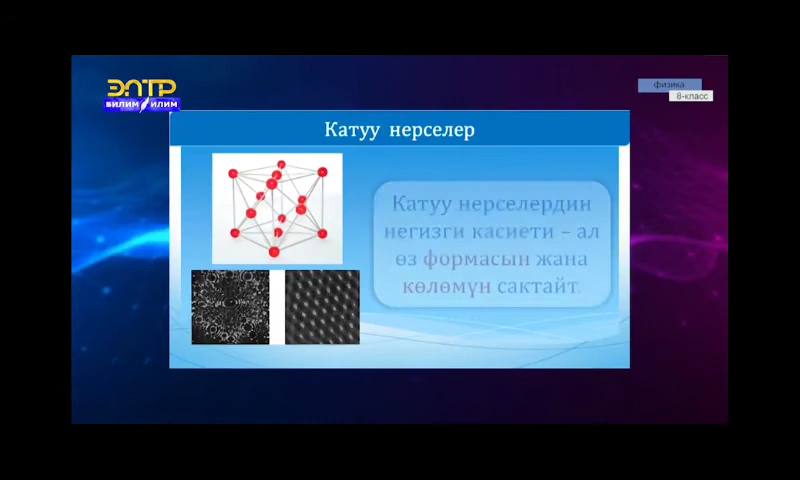 ЭЛТР
БИЛИМ ИЛИМ
физика
8-класс
Катуу нерселер
Катуу нерселердин
негизги касиети – ал
өз формасын жана
көлөмүн сактайт.